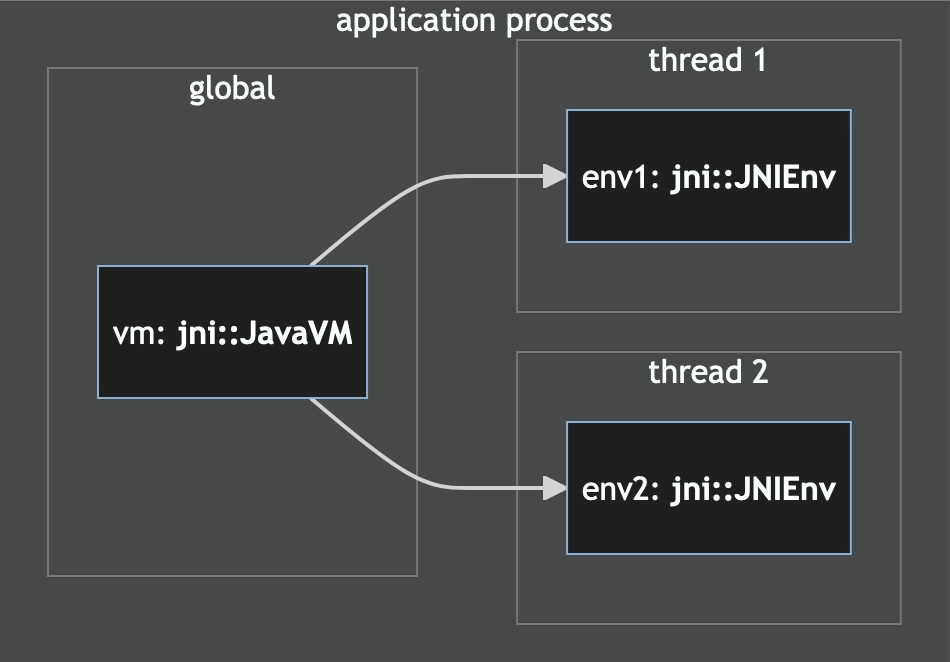 application process
global
thread 1
env1: jni::JNIEnv
vm: jni::JavaVM
thread 2
env2: jni::JNIEnv